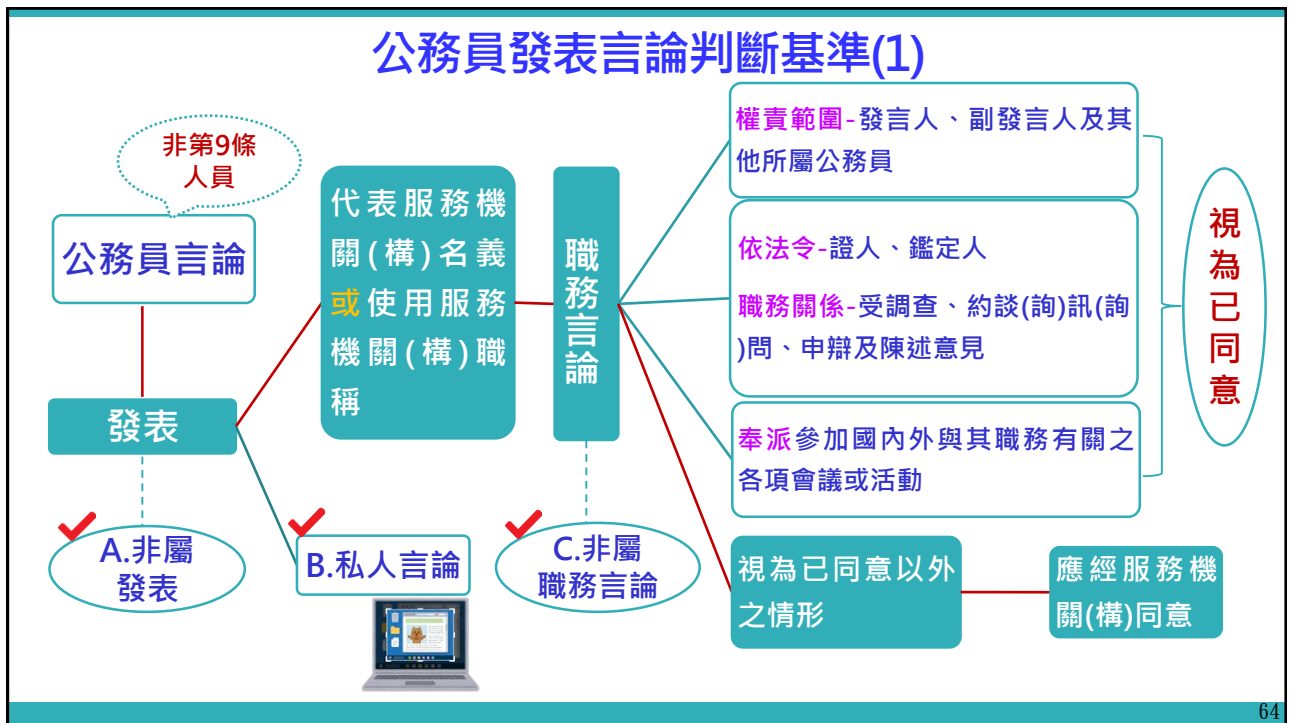 公務員發表言論判斷基準(1)
非第9條
人員
公務員言論
發表
A.非屬
發表
代表服務機
關(構)名義
或使用服務
機關(構)職
稱
B.私人言論
職務言論
C.非屬
職務言論
權責範圍-發言人、副發言人及其
他所屬公務員
依法令-證人、鑑定人
職務關係-受調查、約談(詢)訊(詢
)問、申辯及陳述意見
奉派參加國內外與其職務有關之
各項會議或活動
視為已同意
視為已同意以外
之情形
應經服務機
關(構)同意
64